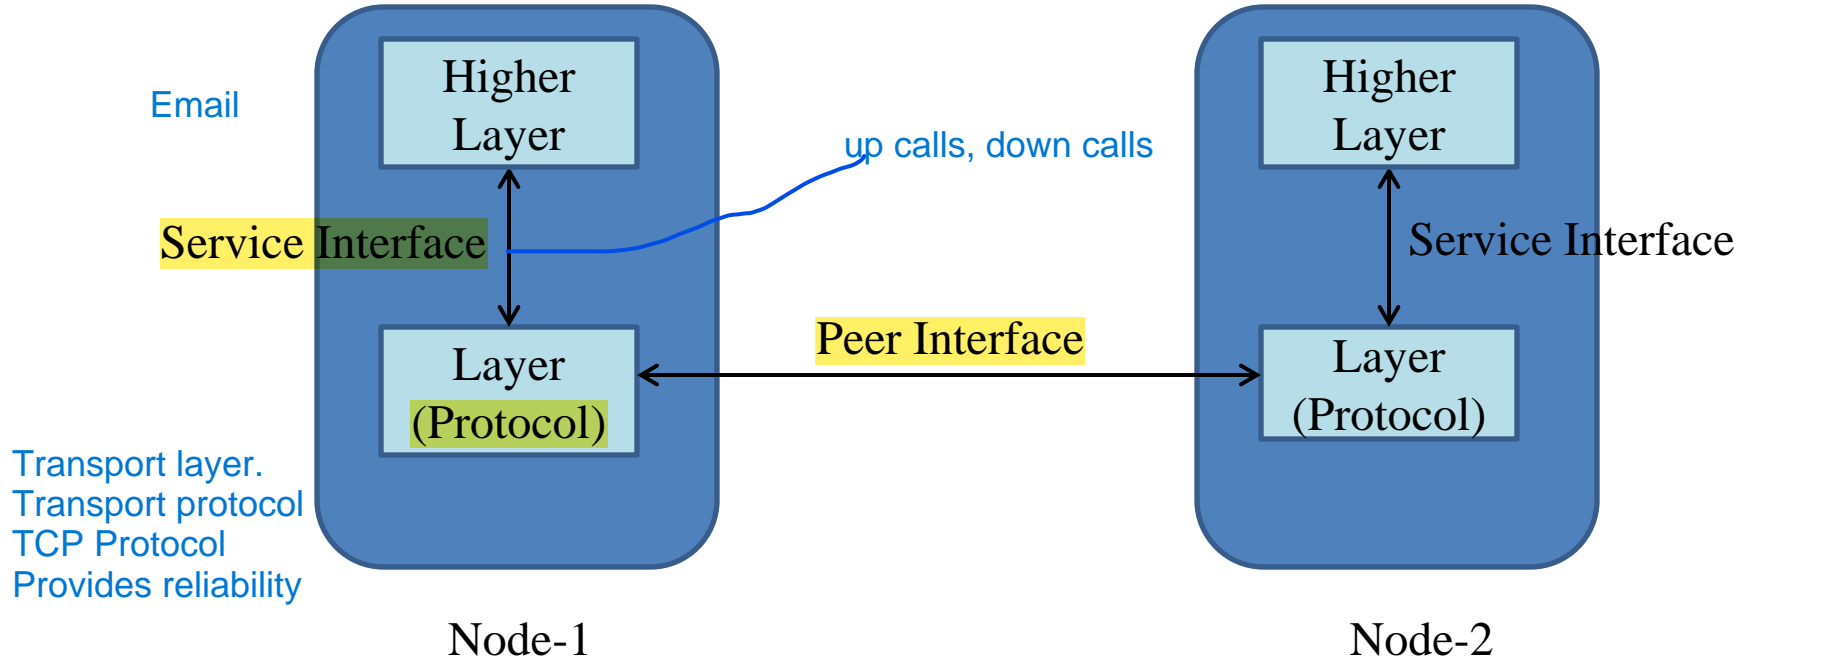 Higher
Layer
Higher
Layer
Email
up calls, down calls
Service Interface
Service Interface
Peer Interface
Layer
(Protocol)
Layer
(Protocol)
Transport layer.
Transport protocol
TCP Protocol
Provides reliability
Node-1
Node-2